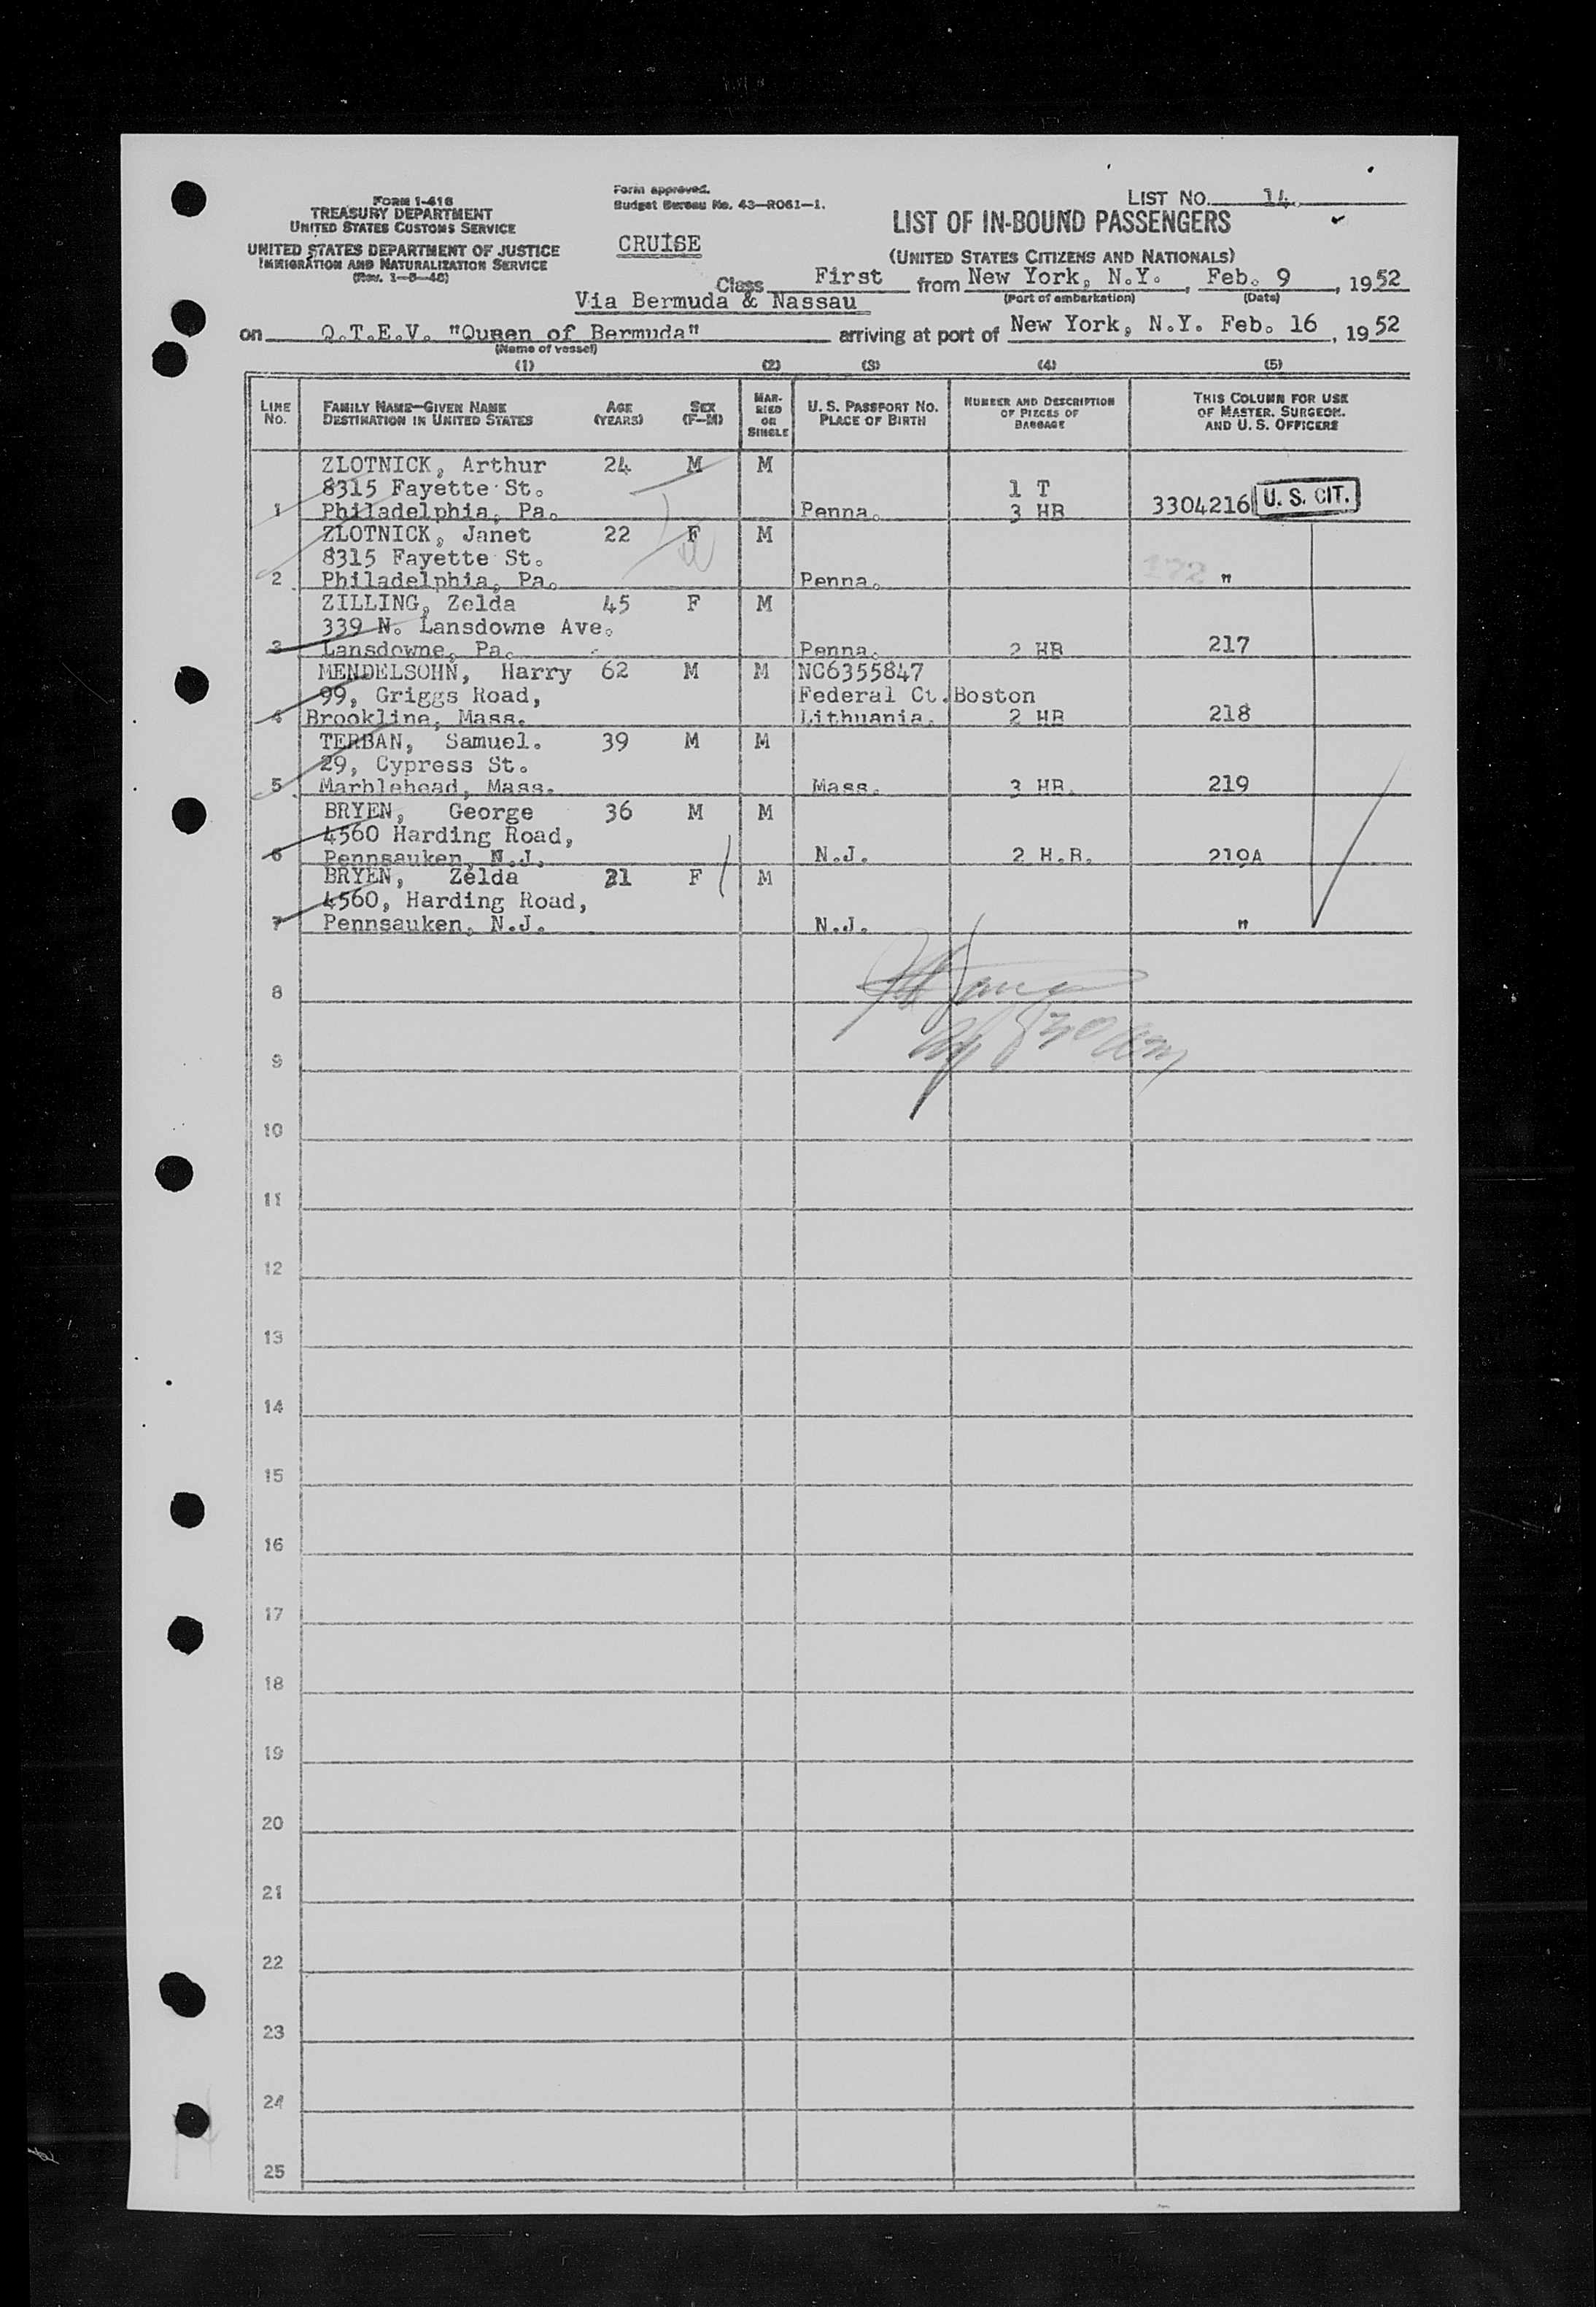 Form I-416
TREASURY DEPARTMENT
UNITED STATES CUSTOMS SERVICE
UNITED STATES DEPARTMENT OF JUSTICE
IMMIGRATION AND NATURALIZATION SERVICE
Form approved.
Budget Bureau No. 43—R061—1.
CRUISE
LIST NO. 14.
LIST OF IN-BOUND PASSENGERS
(UNITED STATES CITIZENS AND NATIONALS)
Class First from New York, N.Y., Feb. 9, 1952
(Port of embarkation) (Date)
Via Bermuda & Nassau
on Q.T.E.V. "Queen of Bermuda" arriving at port of New York, N.Y. Feb. 16, 1952
(Name of vessel)
(1) (2) (3) (4) (5)
LINE No. FAMILY NAME—GIVEN NAME DESTINATION IN UNITED STATES AGE (YEARS) SEX (F—M) MARRIED OR SINGLE U. S. PASSPORT NO. PLACE OF BIRTH NUMBER AND DESCRIPTION OF PIECES OF BAGGAGE THIS COLUMN FOR USE OF MASTER, SURGEON, AND U. S. OFFICERS
ZLOTNICK, Arthur 24 M M
8315 Fayette St. 1 T
1 Philadelphia, Pa. Penna. 3 HB 3304216 U. S. CIT.
ZLOTNICK, Janet 22 F M
8315 Fayette St.
2 Philadelphia, Pa. Penna. "
ZILLING, Zelda 45 F M
339 N. Lansdowne Ave.
3 Lansdowne, Pa. Penna. 2 HB 217
MENDELSOHN, Harry 62 M M NC6355847
99, Griggs Road, Federal Ct. Boston
4 Brookline, Mass. Lithuania. 2 HB 218
TERBAN, Samuel. 39 M M
29, Cypress St.
5 Marblehead, Mass. Mass. 3 HB. 219
BRYEN, George 36 M M
4560 Harding Road,
6 Pennsauken, N.J. N.J. 2 H.B. 219A
BRYEN, Zelda 31 F M
4560, Harding Road,
7 Pennsauken, N.J. N.J. "
8
9
10
11
12
13
14
15
16
17
18
19
20
21
22
23
24
25